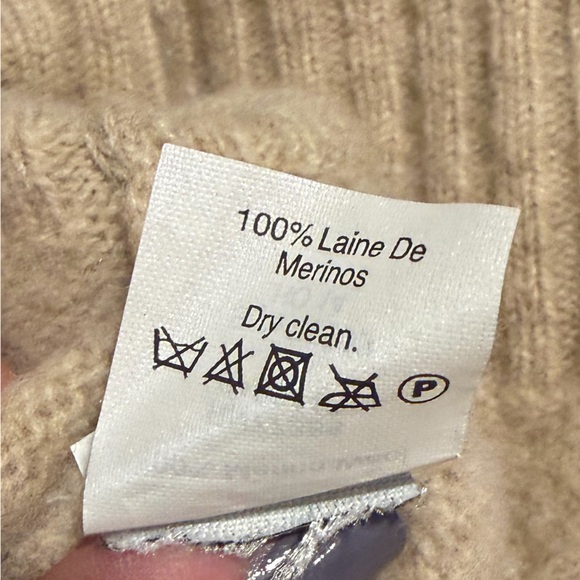 100% Laine De
Merinos
Dry clean.
P